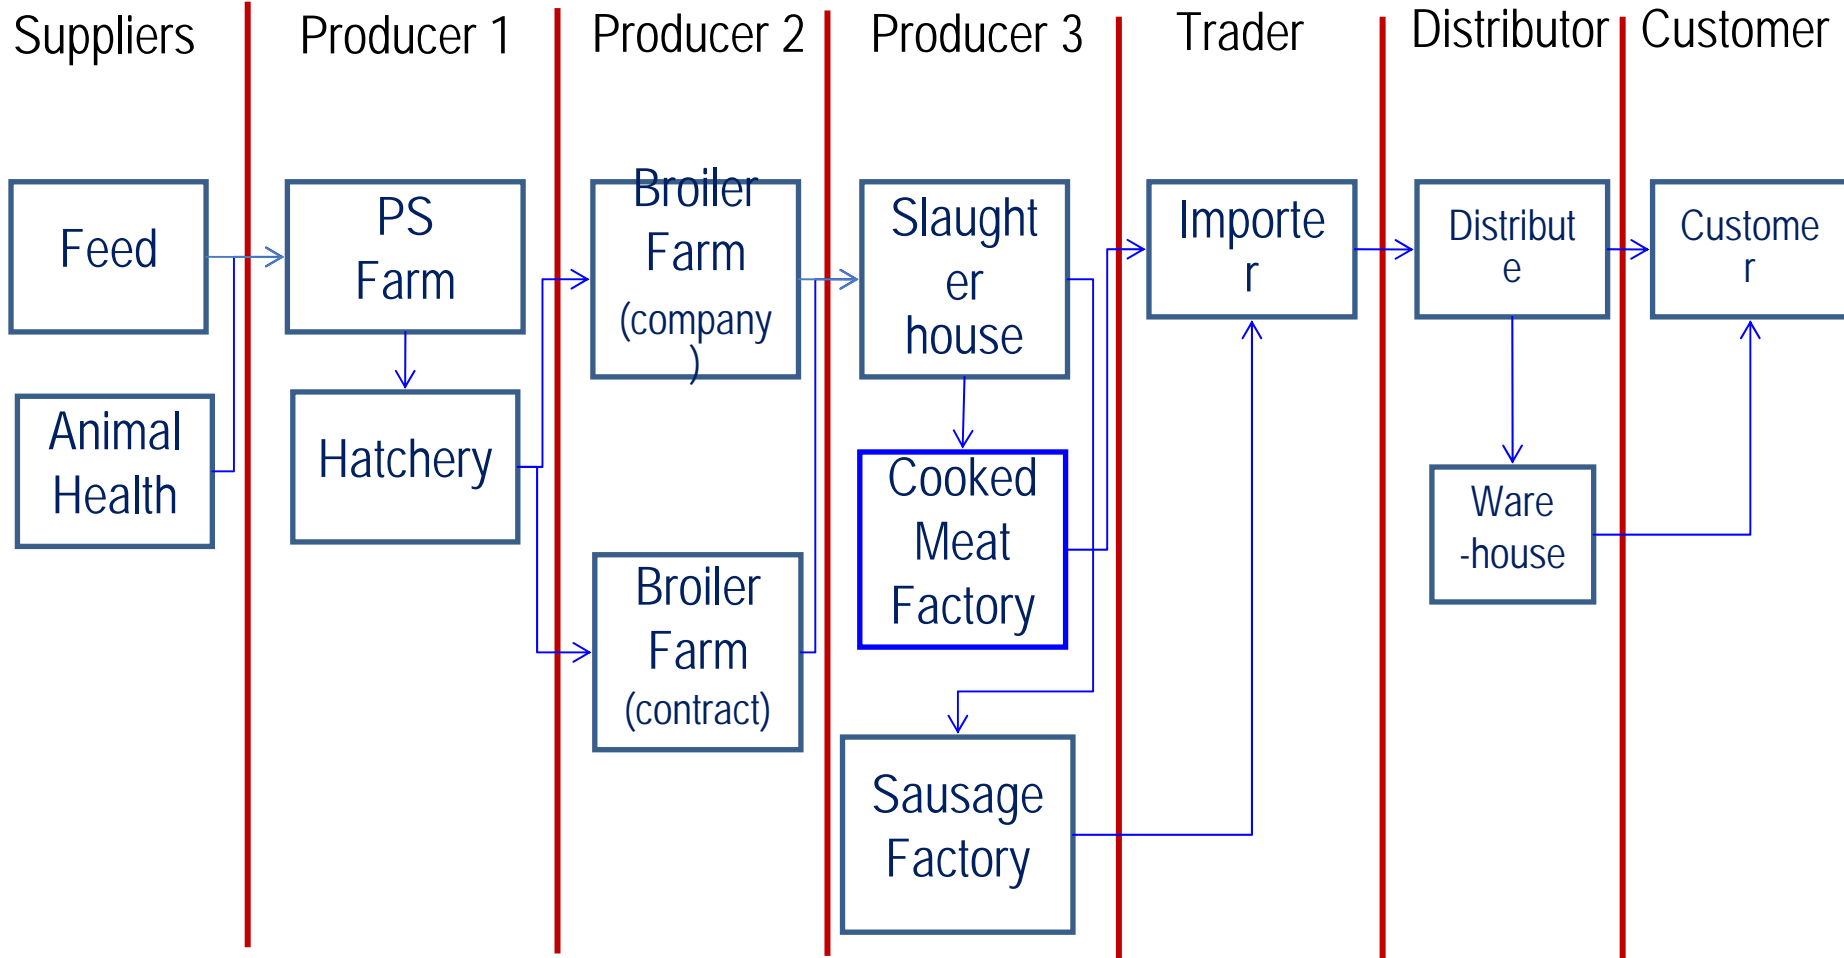 Suppliers
Producer 1
Producer 2
Producer 3
Trader
Distributor
Customer
Feed
Animal
Health
PS
Farm
Hatchery
Broiler
Farm
(company
)
Broiler
Farm
(contract)
Slaught
er
house
Cooked
Meat
Factory
Sausage
Factory
Importe
r
Distribut
e
Ware
-house
Custome
r